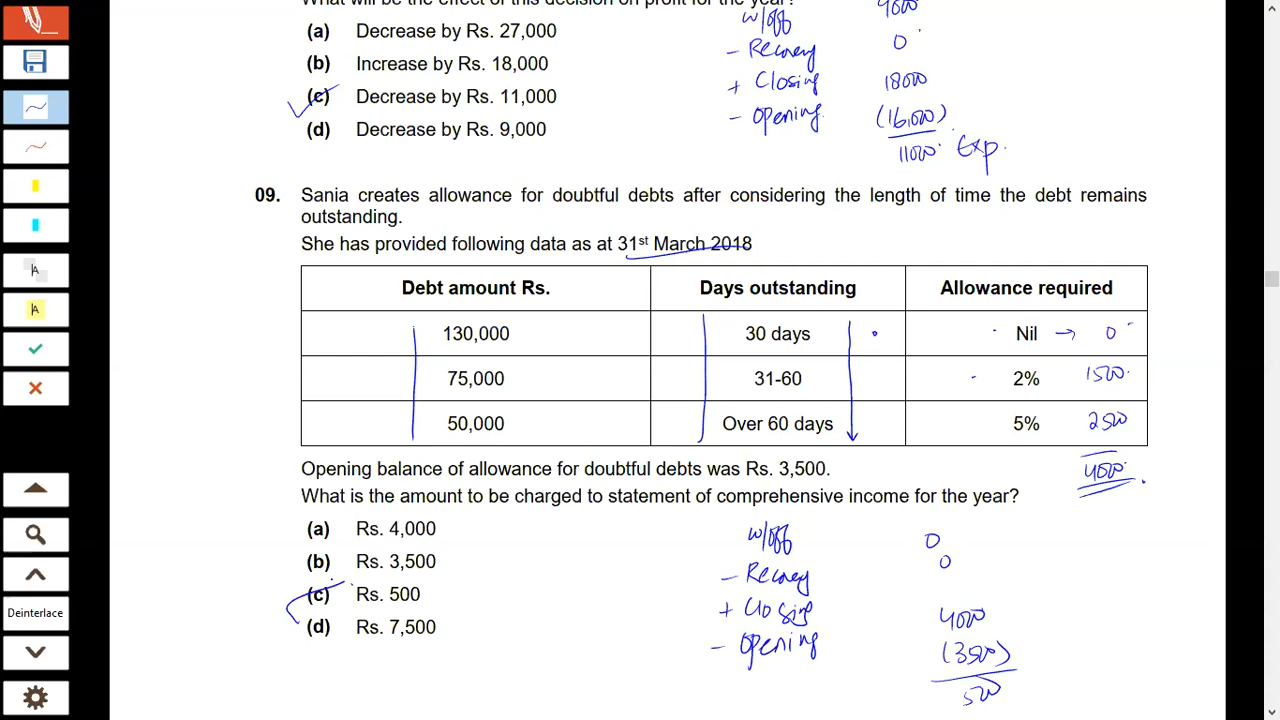 What will be the effect of this decision on profit for the year?
(a) Decrease by Rs. 27,000
(b) Increase by Rs. 18,000
(c) Decrease by Rs. 11,000
(d) Decrease by Rs. 9,000
w/off
- Recovery 0
+ Closing 18000
- Opening (16,000)
11000 Exp.
09. Sania creates allowance for doubtful debts after considering the length of time the debt remains
outstanding.
She has provided following data as at 31st March 2018
Debt amount Rs. Days outstanding Allowance required
130,000 30 days Nil → 0
75,000 31-60 2% 1500
50,000 Over 60 days 5% 2500
4000
Opening balance of allowance for doubtful debts was Rs. 3,500.
What is the amount to be charged to statement of comprehensive income for the year?
(a) Rs. 4,000
(b) Rs. 3,500
(c) Rs. 500
(d) Rs. 7,500
w/off 0
- Recovery 0
+ Closing 4000
- Opening (3500)
500
A
A
Deinterlace